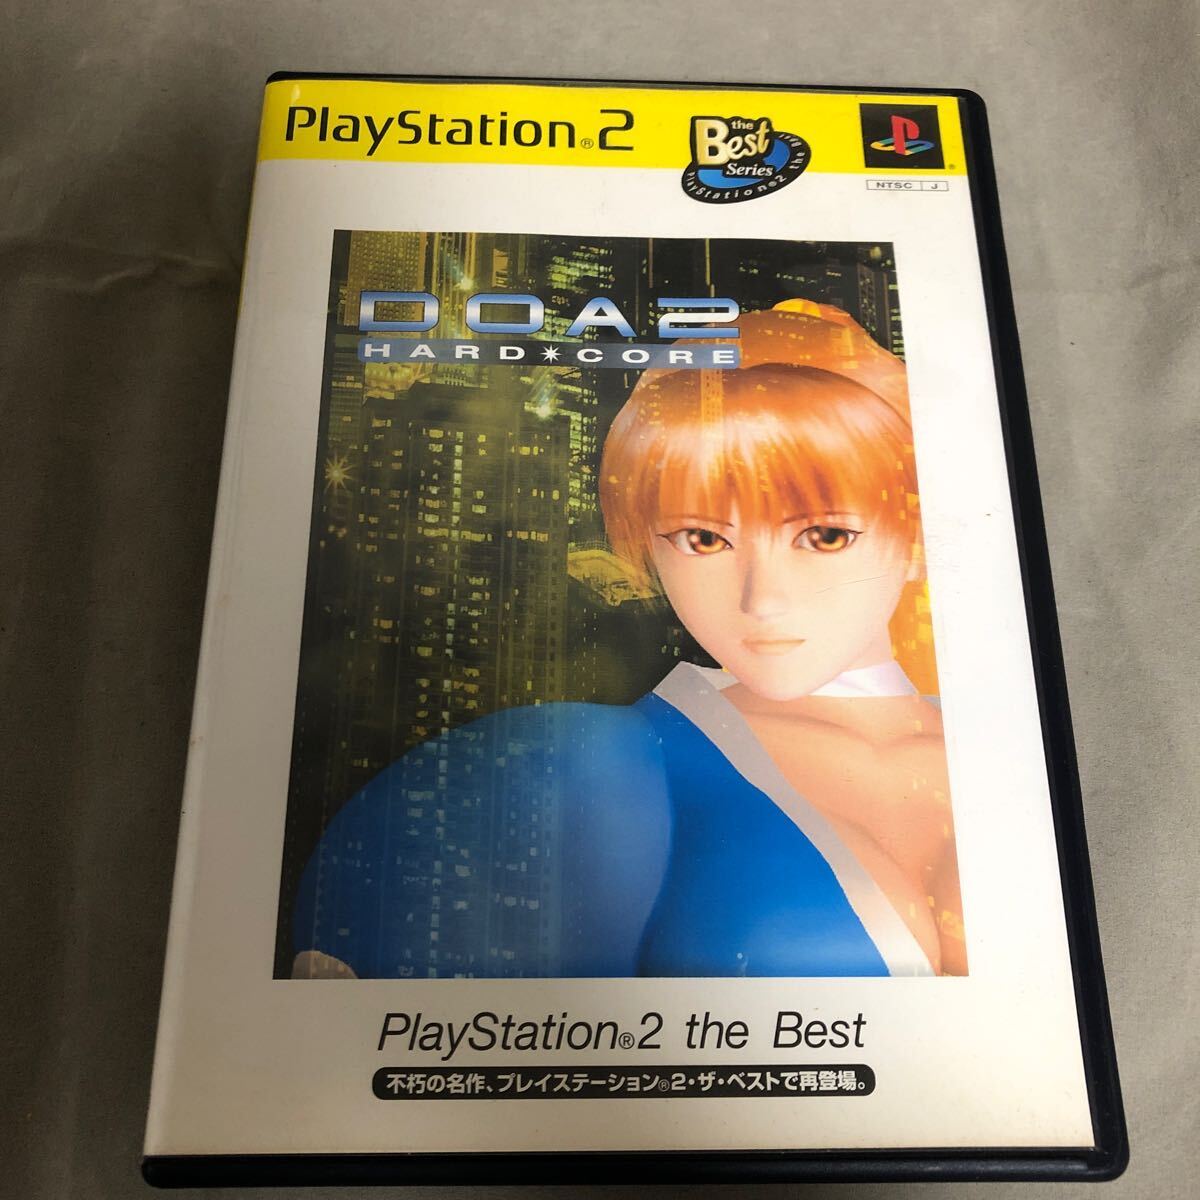 PlayStation®2
the
Best
Series
PlayStation®2 the Best
NTSC J
DOA2
HARD CORE
PlayStation®2 the Best
不朽の名作、プレイステーション®2・ザ・ベストで再登場。